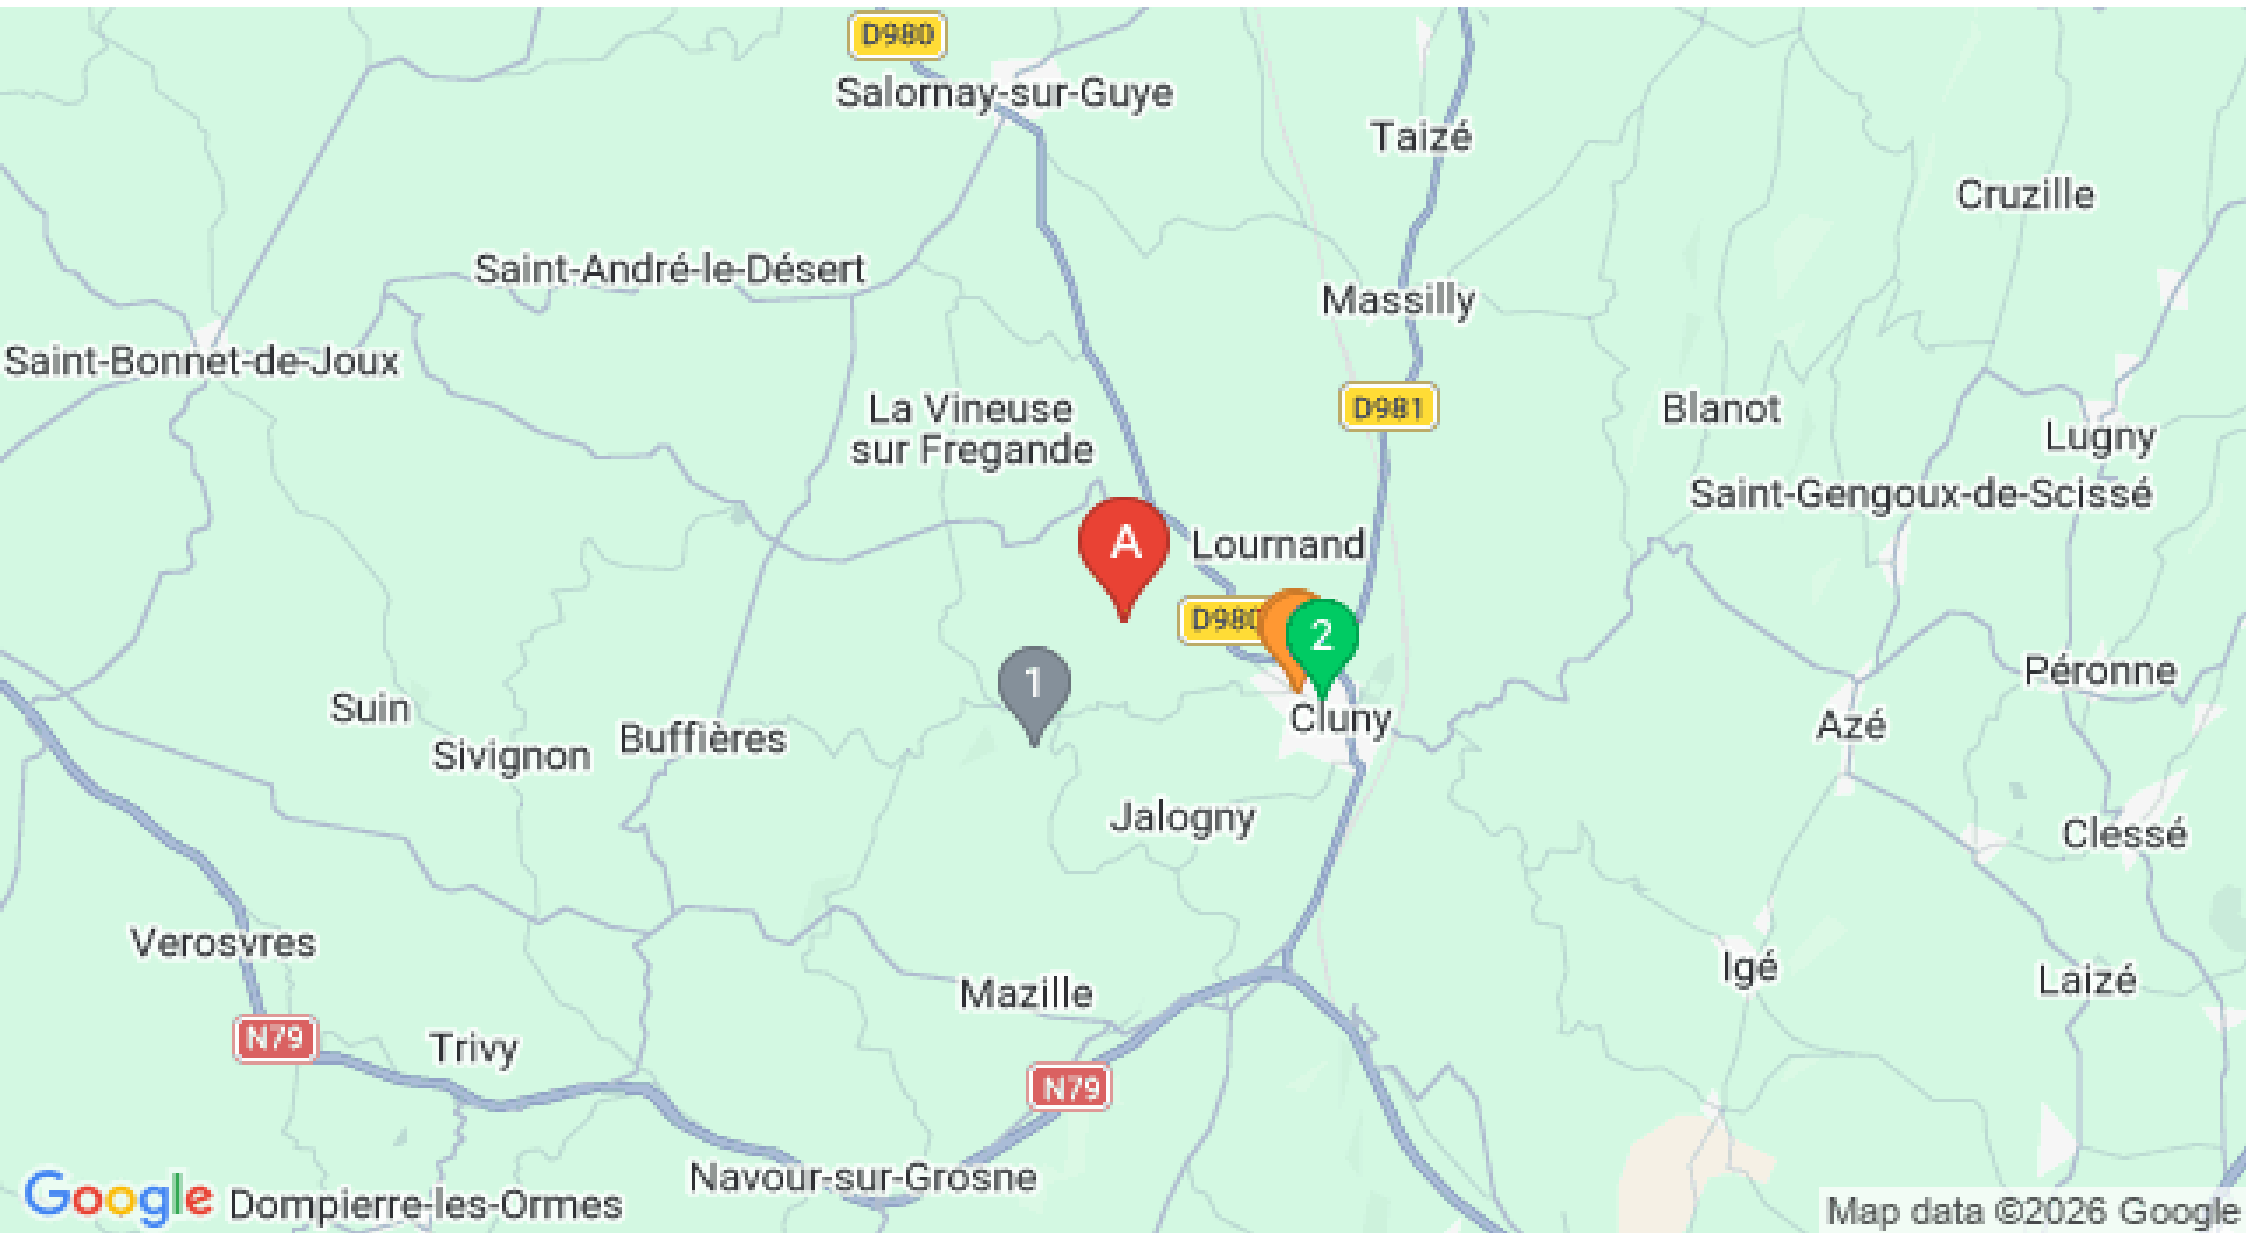 D980
Salornay-sur-Guye
Taizé
Cruzille
Saint-André-le-Désert
Massilly
Saint-Bonnet-de-Joux
La Vineuse
sur Fregande
D981
Blanot
Lugny
Saint-Gengoux-de-Scissé
A
Lournand
D980
2
1
Péronne
Suin
Cluny
Azé
Buffières
Sivignon
Jalogny
Clessé
Verosvres
Igé
Mazille
Laizé
N79
Trivy
N79
Navour-sur-Grosne
Google
Dompierre-les-Ormes
Map data ©2026 Google